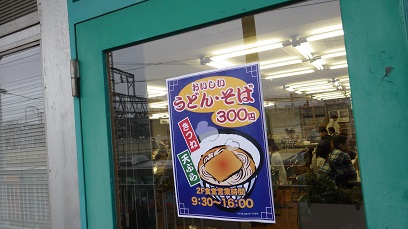 おいしい
うどん・そば
300円
きつね
天ぷら
2F食堂営業時間
9:30~16:00